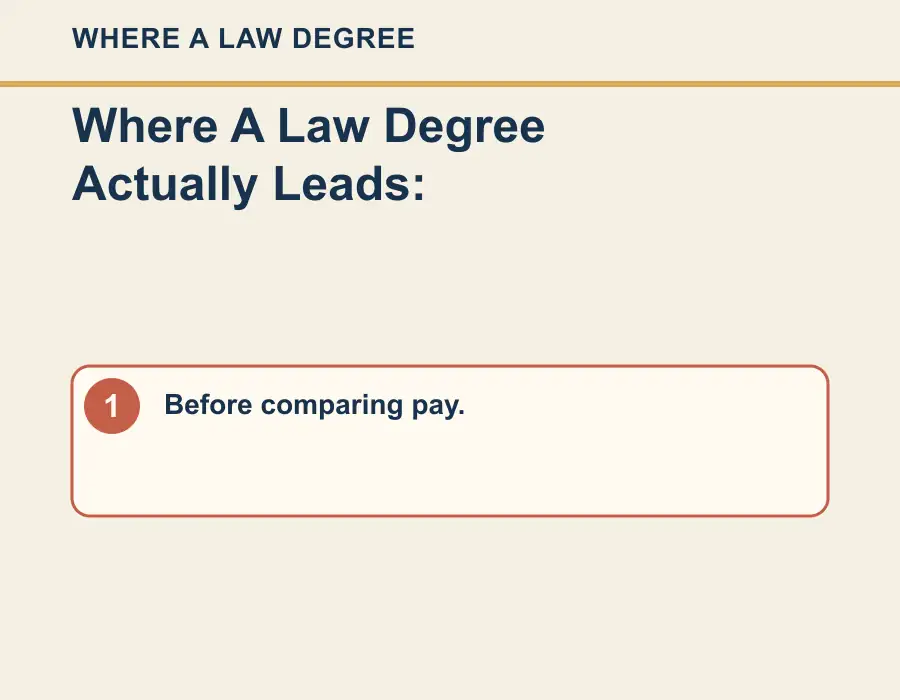 WHERE A LAW DEGREE
Where A Law Degree
Actually Leads:
1
Before comparing pay.